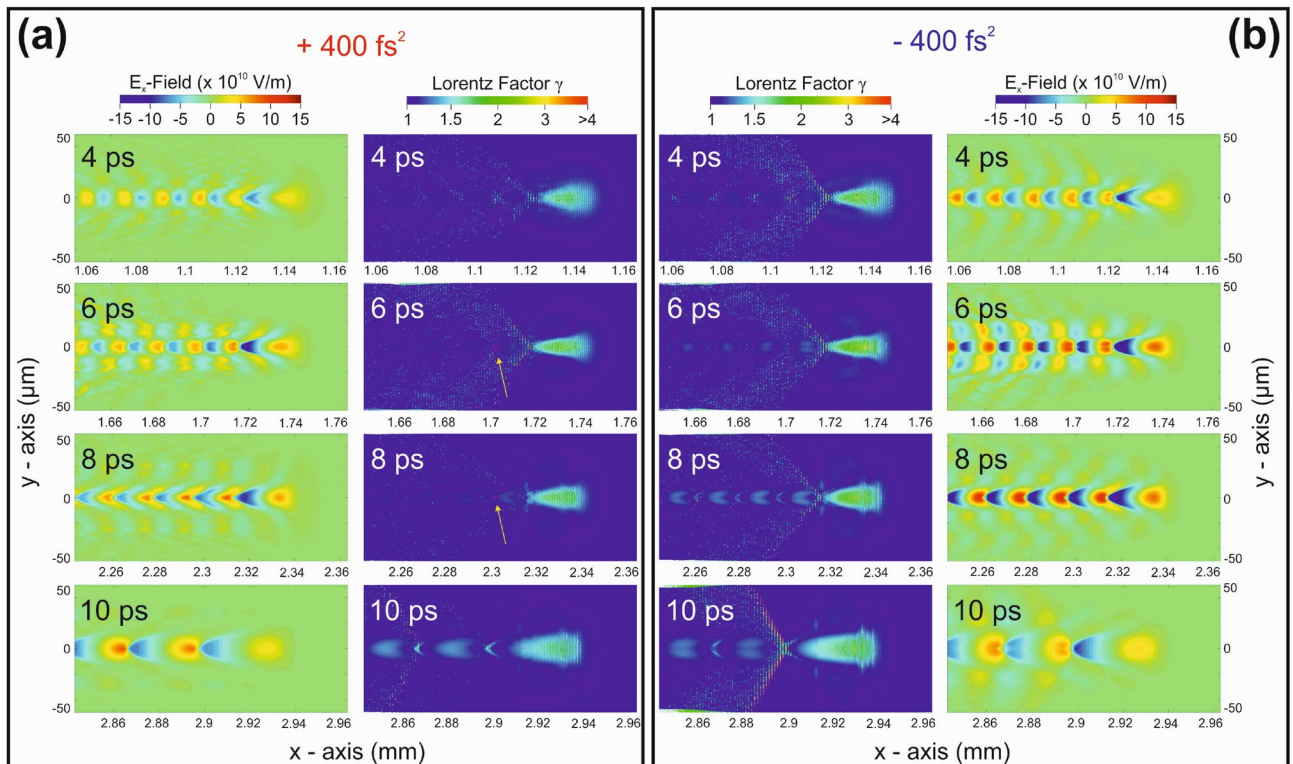 (a)
+ 400 fs²
Eₓ-Field (x 10¹⁰ V/m)
-15 -10 -5 0 5 10 15
Lorentz Factor γ
1 1.5 2 3 >4
- 400 fs²
(b)
Lorentz Factor γ
1 1.5 2 3 >4
Eₓ-Field (x 10¹⁰ V/m)
-15 -10 -5 0 5 10 15
y - axis (μm)
50
0
-50
4 ps
4 ps
4 ps
4 ps
50
0
-50
1.06 1.08 1.1 1.12 1.14 1.16
1.06 1.08 1.1 1.12 1.14 1.16
1.06 1.08 1.1 1.12 1.14 1.16
1.06 1.08 1.1 1.12 1.14 1.16
50
0
-50
6 ps
6 ps
6 ps
6 ps
50
0
-50
1.66 1.68 1.7 1.72 1.74 1.76
1.66 1.68 1.7 1.72 1.74 1.76
1.66 1.68 1.7 1.72 1.74 1.76
1.66 1.68 1.7 1.72 1.74 1.76
50
0
-50
8 ps
8 ps
8 ps
8 ps
50
0
-50
2.26 2.28 2.3 2.32 2.34 2.36
2.26 2.28 2.3 2.32 2.34 2.36
2.26 2.28 2.3 2.32 2.34 2.36
2.26 2.28 2.3 2.32 2.34 2.36
50
0
-50
10 ps
10 ps
10 ps
10 ps
50
0
-50
2.86 2.88 2.9 2.92 2.94 2.96
2.86 2.88 2.9 2.92 2.94 2.96
2.86 2.88 2.9 2.92 2.94 2.96
2.86 2.88 2.9 2.92 2.94 2.96
x - axis (mm)
x - axis (mm)
y - axis (μm)